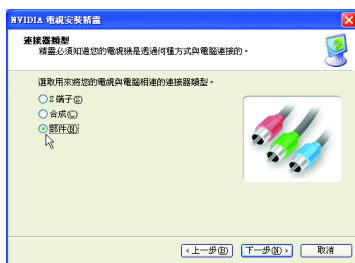 NVIDIA 電視安裝精靈
連接器類型
精靈必須知道您的電視機是透過何種方式與電腦連接的。
選取用來將您的電視與電腦相連的連接器類型。
S 端子(S)
合成(C)
部件(N)
<上一步(B)
下一步(N)>
取消